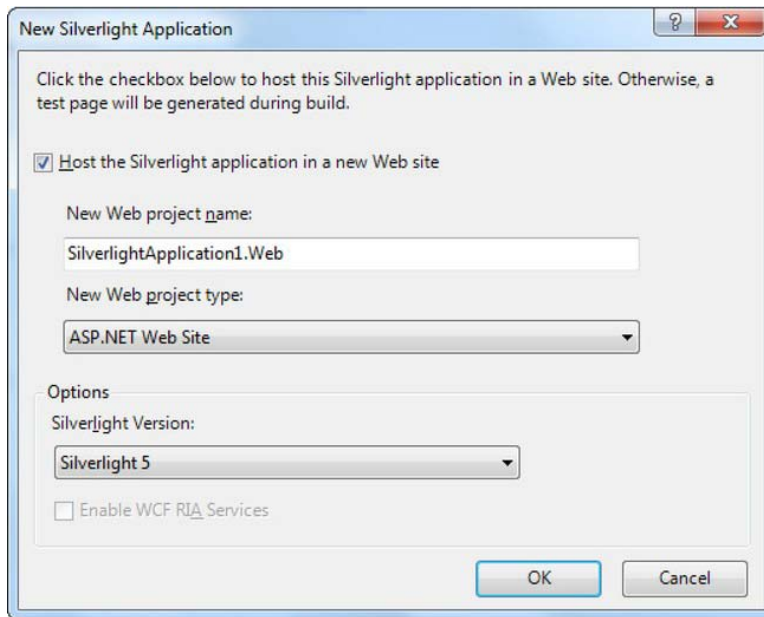 New Silverlight Application
Click the checkbox below to host this Silverlight application in a Web site. Otherwise, a
test page will be generated during build.
Host the Silverlight application in a new Web site
New Web project name:
SilverlightApplication1.Web
New Web project type:
ASP.NET Web Site
Options
Silverlight Version:
Silverlight 5
Enable WCF RIA Services
OK
Cancel